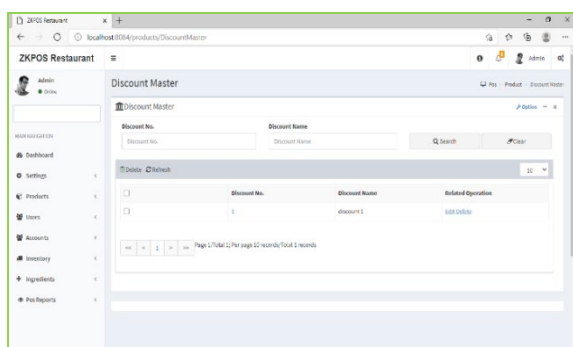 ZKPOS Restaurant
localhost:8084/products/DiscountMaster
ZKPOS Restaurant
0
Admin
Admin
Online
Discount Master
Pos
Product
Discount Master
Discount Master
Option
Discount No.
Discount Name
Discount No.
Discount Name
Search
Clear
MAIN NAVIGATION
Dashboard
Settings
Products
Users
Accounts
Inventory
Ingredients
Pos Reports
Delete Refresh
10
Discount No.
Discount Name
Related Operation
1
discount 1
Edit Delete
<< < 1 > >> Page 1/Total 1; Per page 10 records/Total 1 records